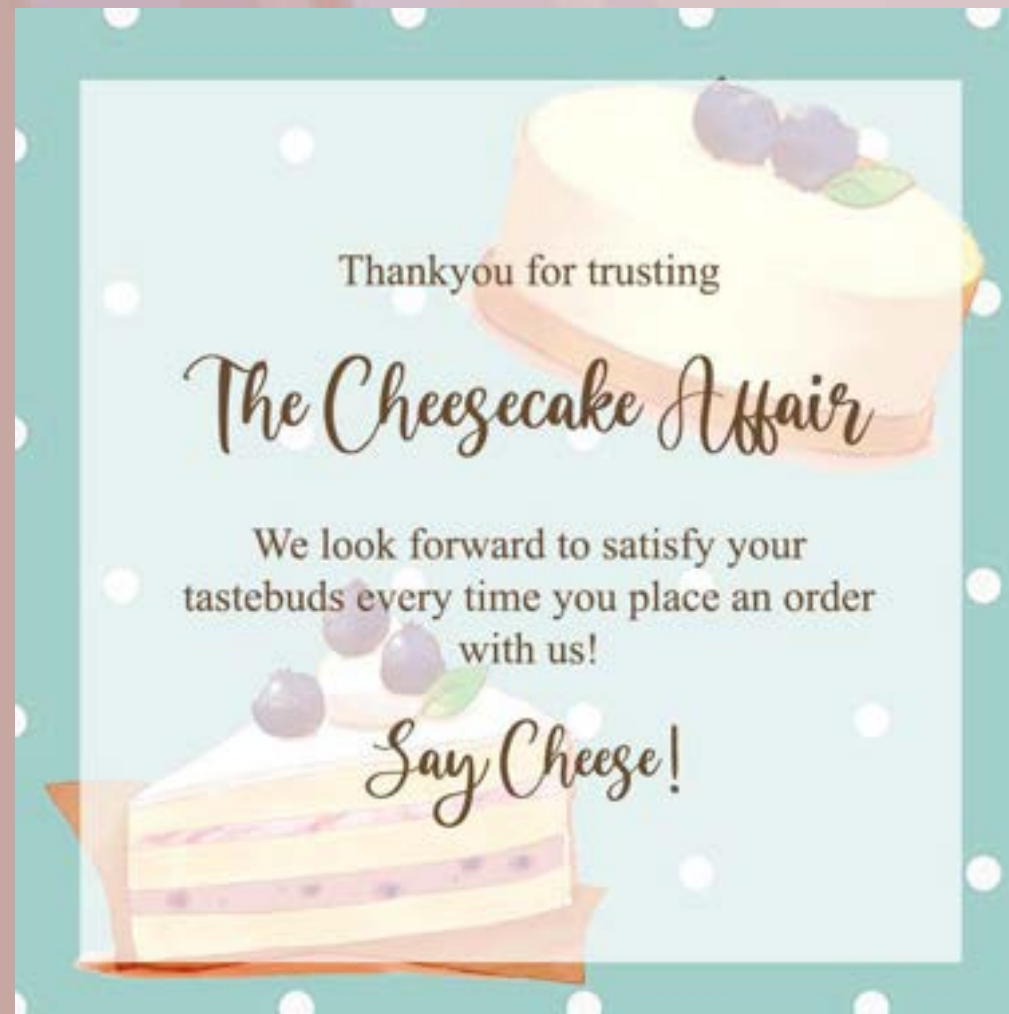 Thankyou for trusting
The Cheesecake Affair
We look forward to satisfy your
tastebuds every time you place an order
with us!
Say Cheese!